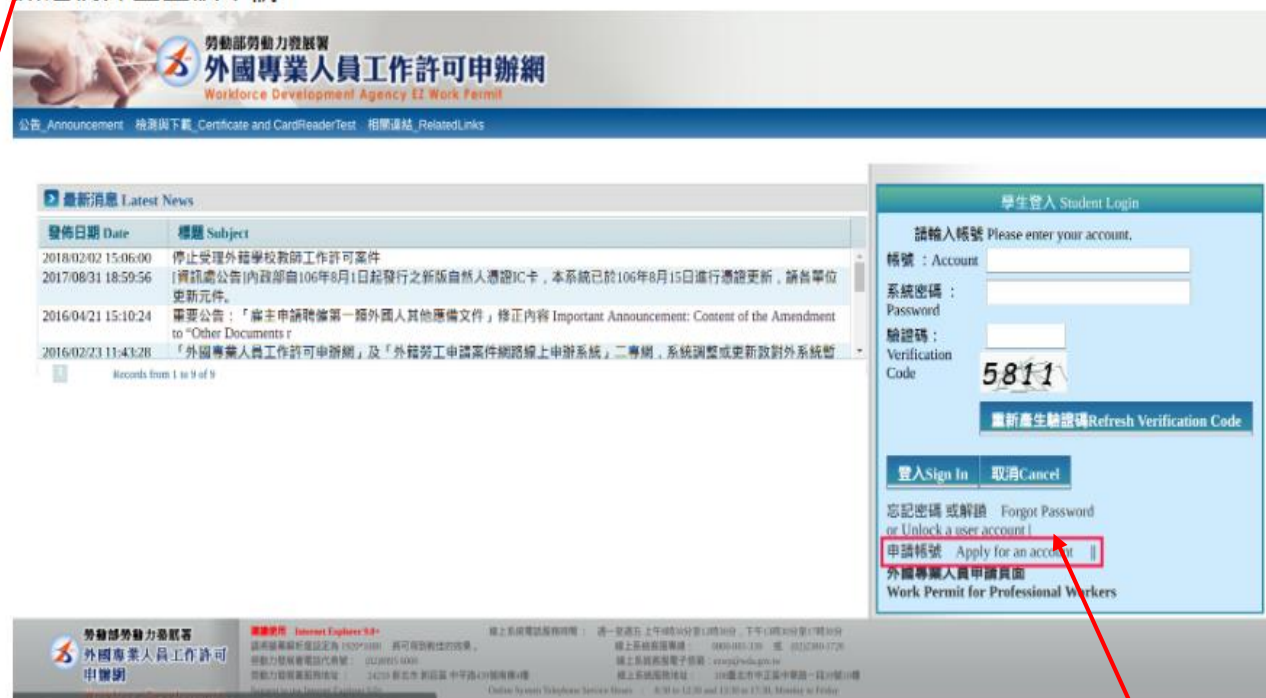 勞動部勞動力發展署
外國專業人員工作許可申辦網
Workforce Development Agency EZ Work Permit
公告_Announcement 檢測與下載_Certificate and CardReaderTest 相關連結_RelatedLinks
最新消息 Latest News
發佈日期 Date 標題 Subject
2018/02/02 15:06:00 停止受理外籍學校教師工作許可案件
2017/08/31 18:59:56 [資訊處公告]內政部自106年8月1日起發行之新版自然人憑證IC卡，本系統已於106年8月15日進行憑證更新，請各單位
更新元件。
2016/04/21 15:10:24 重要公告：「雇主申請聘僱第一類外國人其他應備文件」修正內容 Important Announcement: Content of the Amendment
to "Other Documents r
2016/02/23 11:43:28 「外國專業人員工作許可申辦網」及「外籍勞工申請案件網路線上申辦系統」二專網，系統調整或更新致對外系統暫
1 Records from 1 to 9 of 9
學生登入 Student Login
請輸入帳號 Please enter your account.
帳號 ：Account
系統密碼 ：
Password
驗證碼：
Verification
Code
5811
重新產生驗證碼Refresh Verification Code
登入Sign In 取消Cancel
忘記密碼 或解鎖 Forgot Password
or Unlock a user account |
申請帳號 Apply for an account ||
外國專業人員申請頁面
Work Permit for Professional Workers
勞動部勞動力發展署
外國專業人員工作許可
申辦網
建議使用 Internet Explorer 9.0+